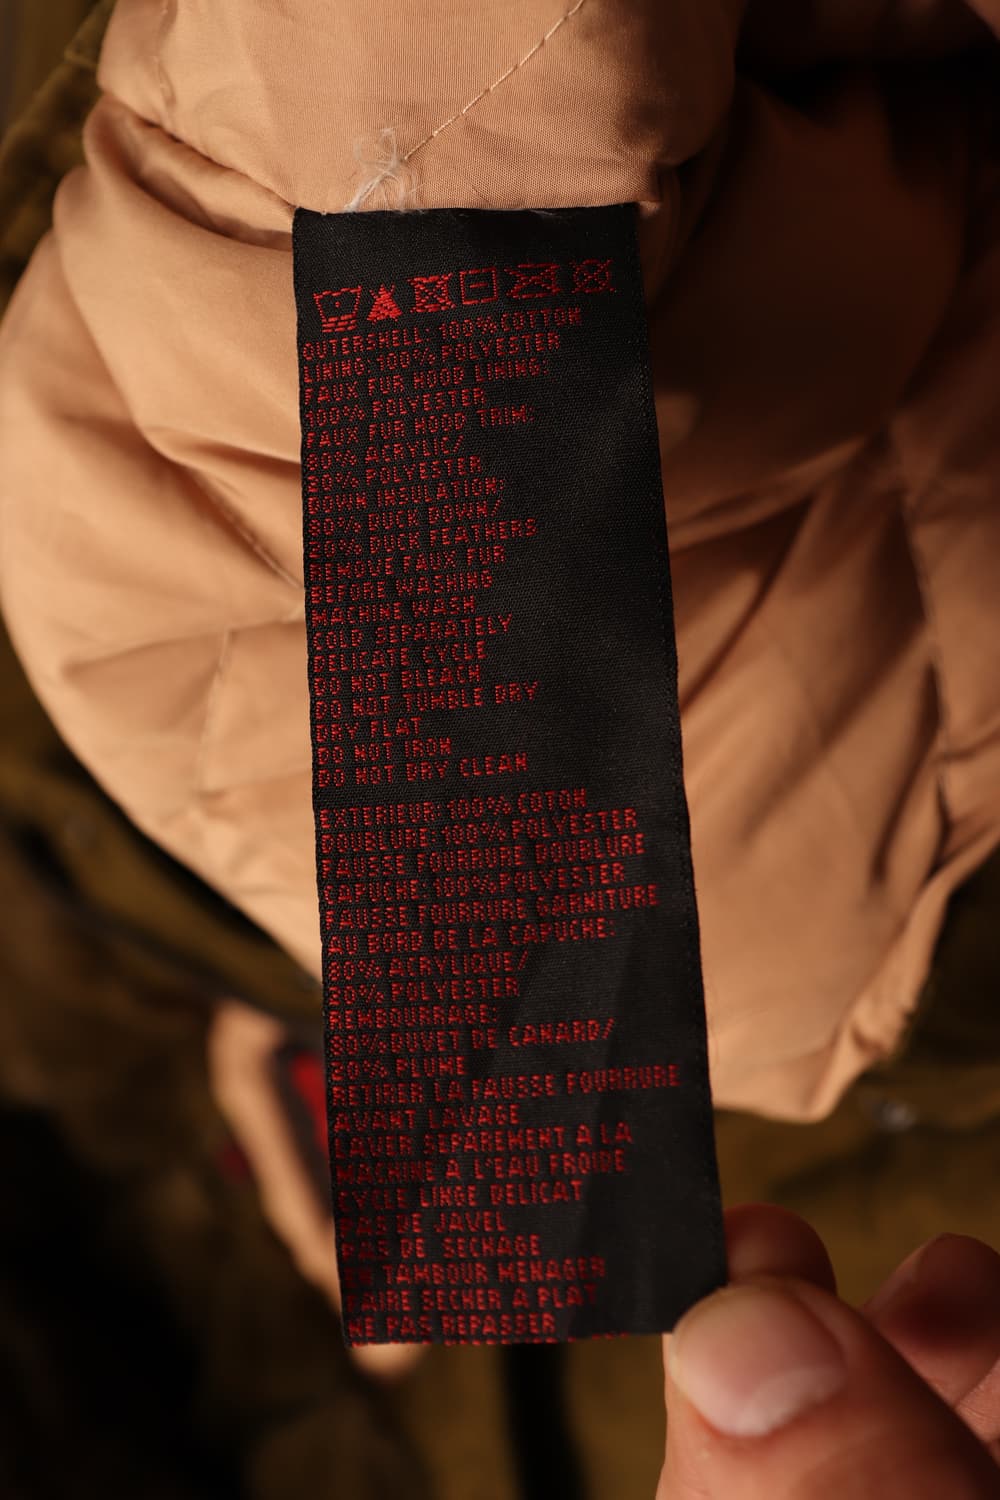 OUTERSHELL: 100% COTTON
LINING: 100% POLYESTER
FAUX FUR HOOD LINING:
100% POLYESTER
FAUX FUR HOOD TRIM:
80% ACRYLIC/
POLYESTER
DOWN INSULATION:
80% DUCK DOWN/
20% DUCK FEATHERS
REMOVE FAUX FUR
BEFORE WASHING
MACHINE WASH
COLD SEPARATELY
DELICATE CYCLE
DO NOT BLEACH
DO NOT TUMBLE DRY
DRY FLAT
DO NOT IRON
DO NOT DRY CLEAN
EXTERIEUR: 100% COTON
DOUBLURE: 100% POLYESTER
FAUSSE FOURRURE DOUBLURE
CAPUCHE: 100% POLYESTER
FAUSSE FOURRURE GARNITURE
AU BORD DE LA CAPUCHE:
80% ACRYLIQUE/
POLYESTER
REMBOURRAGE:
80% DUVET DE CANARD/
20% PLUME
RETIRER LA FAUSSE FOURRURE
AVANT LAVAGE
LAVER SEPAREMENT A LA
MACHINE A L'EAU FROIDE
CYCLE LINGE DELICAT
PAS DE JAVEL
PAS DE SECHAGE
EN TAMBOUR MENAGER
FAIRE SECHER A PLAT
NE PAS REPASSER